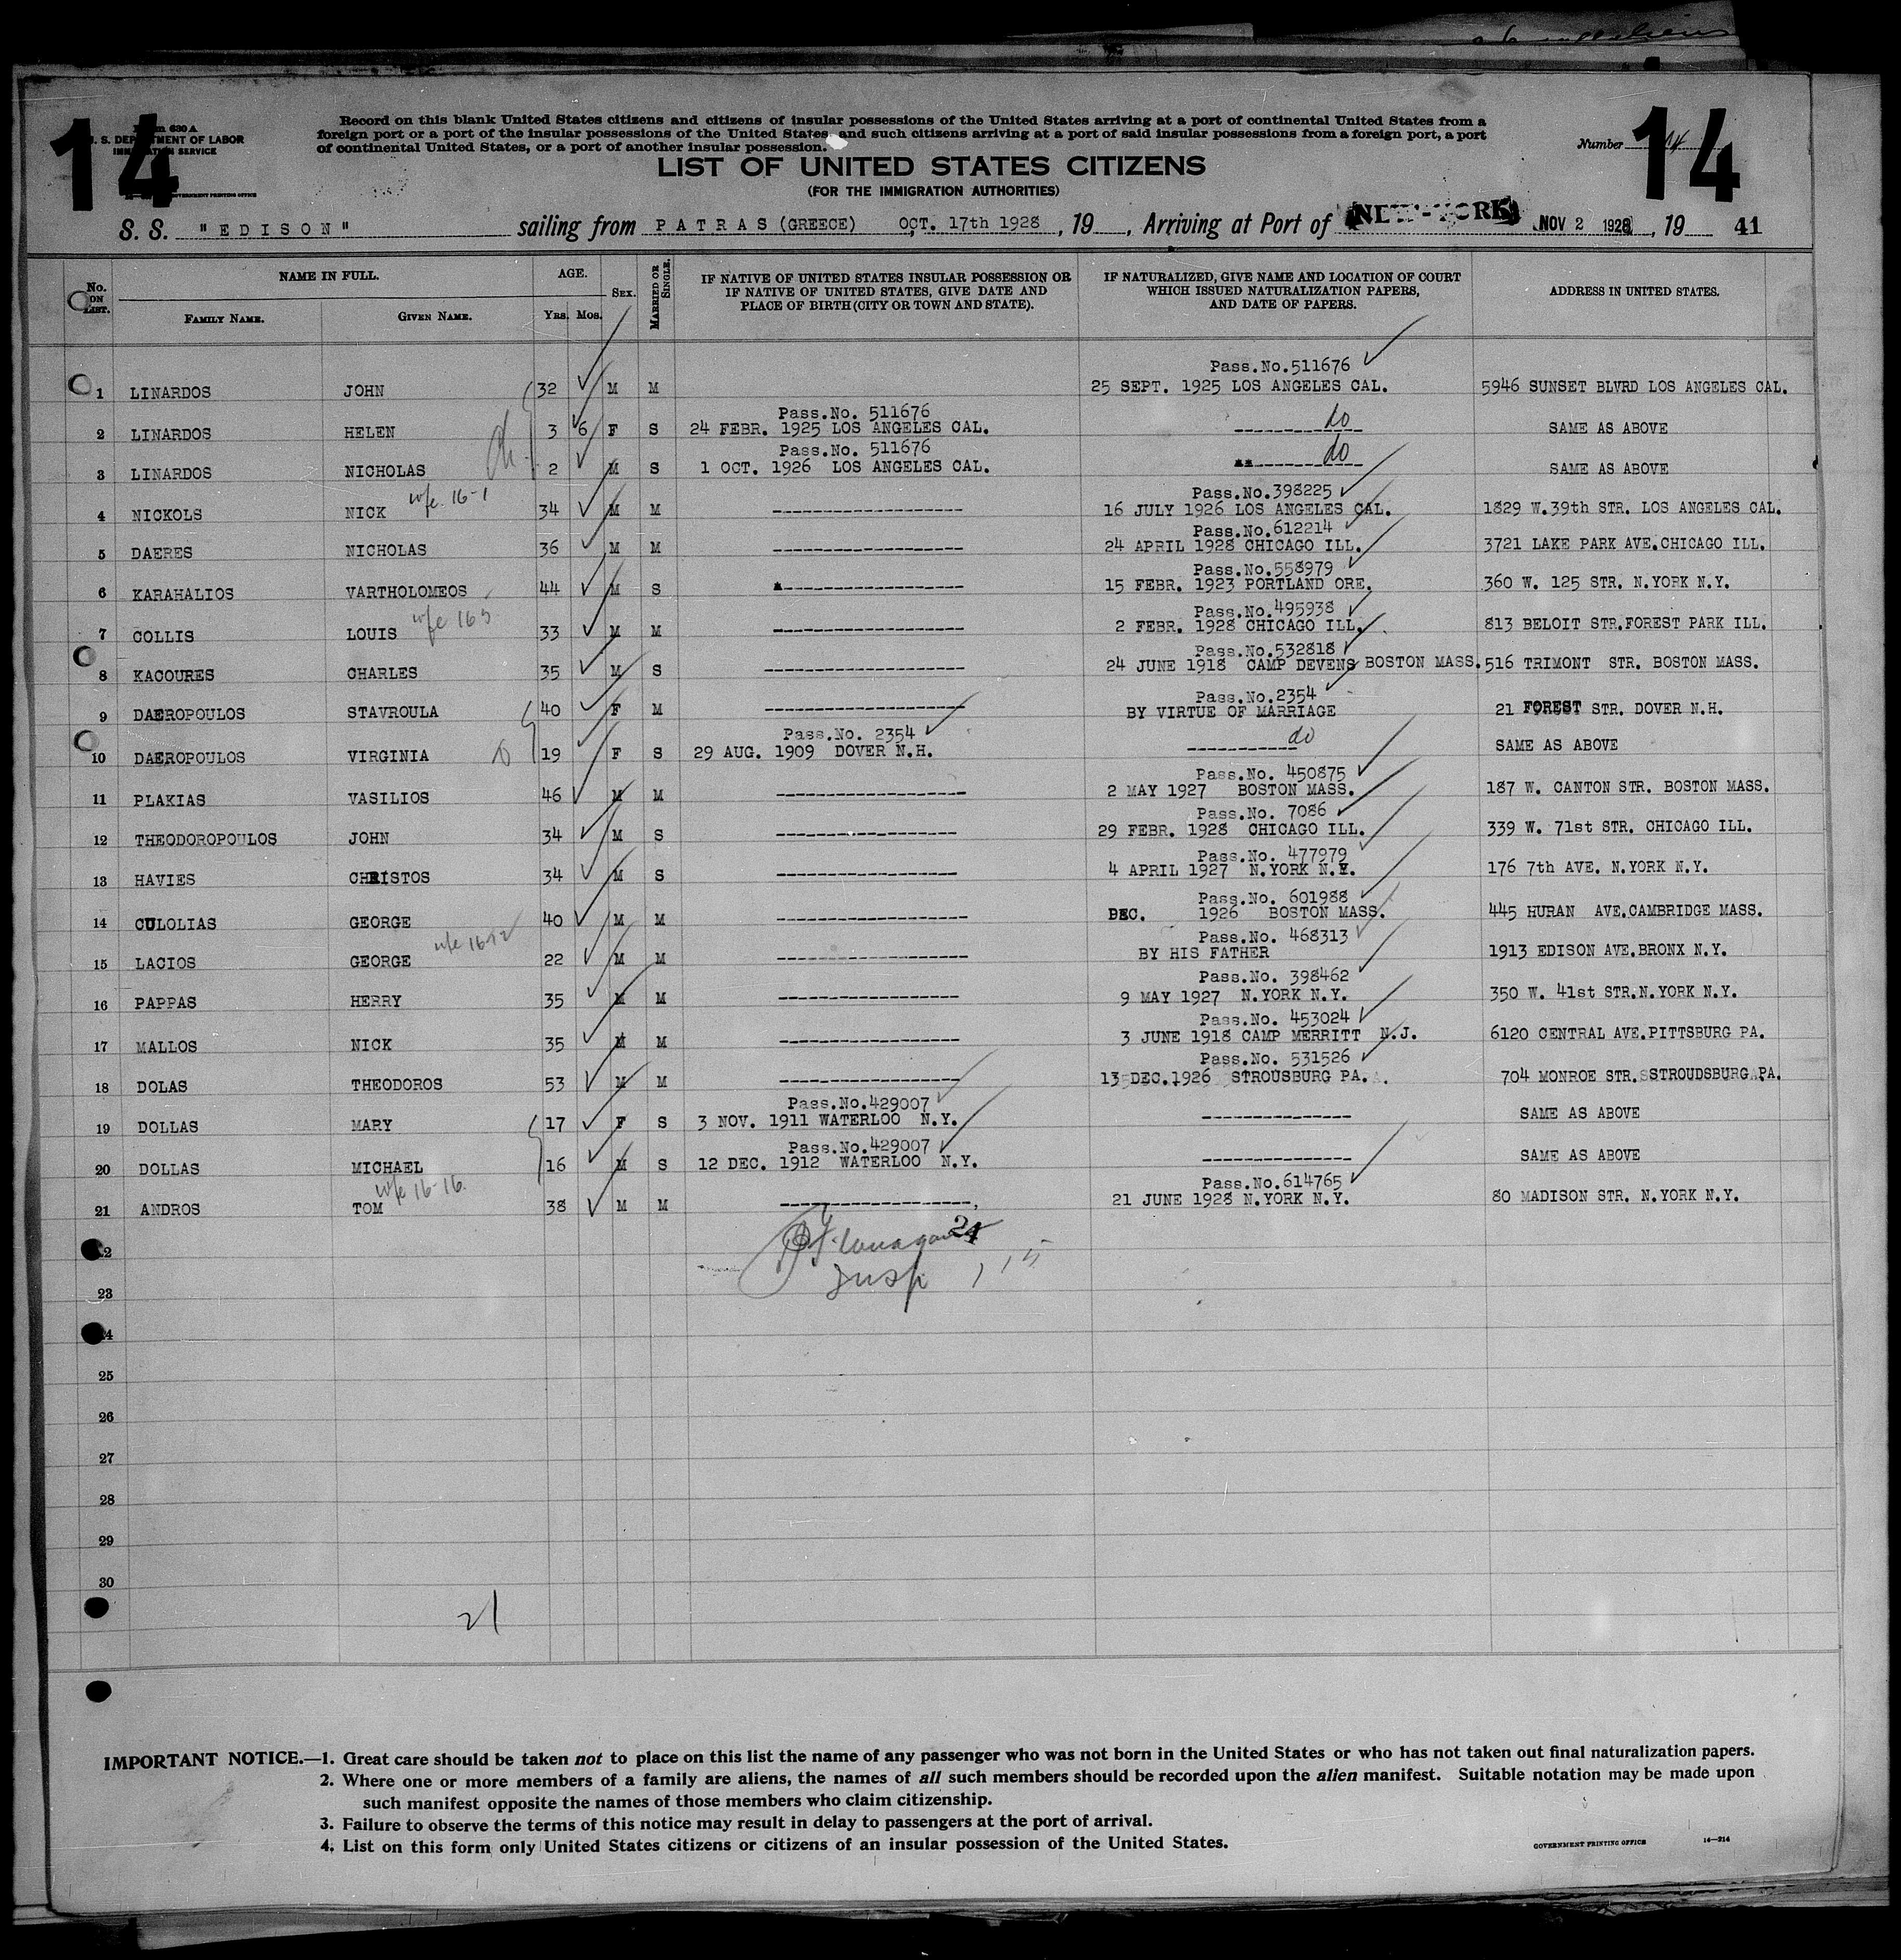 14
14
Form 630 A
U. S. DEPARTMENT OF LABOR
IMMIGRATION SERVICE
GOVERNMENT PRINTING OFFICE
Record on this blank United States citizens and citizens of insular possessions of the United States arriving at a port of continental United States from a
foreign port or a port of the insular possessions of the United States, and such citizens arriving at a port of said insular possessions from a foreign port, a port
of continental United States, or a port of another insular possession.
Number 14
LIST OF UNITED STATES CITIZENS
(FOR THE IMMIGRATION AUTHORITIES)
S. S. "EDISON" sailing from PATRAS (GREECE) OCT. 17th 1928, 19 , Arriving at Port of NEW-YORK NOV 2 1928, 19 41
No. ON LIST. NAME IN FULL. FAMILY NAME. GIVEN NAME. AGE. YRS. MOS. SEX. MARRIED OR SINGLE. IF NATIVE OF UNITED STATES INSULAR POSSESSION OR IF NATIVE OF UNITED STATES, GIVE DATE AND PLACE OF BIRTH (CITY OR TOWN AND STATE). IF NATURALIZED, GIVE NAME AND LOCATION OF COURT WHICH ISSUED NATURALIZATION PAPERS, AND DATE OF PAPERS. ADDRESS IN UNITED STATES.
Pass.No.511676
1 LINARDOS JOHN 32 M M 25 SEPT. 1925 LOS ANGELES CAL. 5946 SUNSET BLVRD LOS ANGELES CAL.
Pass.No. 511676
2 LINARDOS HELEN 3 6 F S 24 FEBR. 1925 LOS ANGELES CAL. do SAME AS ABOVE
Pass.No. 511676
3 LINARDOS NICHOLAS 2 M S 1 OCT. 1926 LOS ANGELES CAL. do SAME AS ABOVE
wfe 16-1 Pass.No.398225
4 NICKOLS NICK 34 M M ---- 16 JULY 1926 LOS ANGELES CAL. 1829 W.39th STR. LOS ANGELES CAL.
Pass.No.612214
5 DAERES NICHOLAS 36 M M ---- 24 APRIL 1928 CHICAGO ILL. 3721 LAKE PARK AVE.CHICAGO ILL.
Pass.No.558979
6 KARAHALIOS VARTHOLOMEOS 44 M S ---- 15 FEBR. 1923 PORTLAND ORE. 360 W. 125 STR. N.YORK N.Y.
wfe Pass.No.495938
7 COLLIS LOUIS 33 M M ---- 2 FEBR. 1928 CHICAGO ILL. 813 BELOIT STR.FOREST PARK ILL.
Pass.No.532818
8 KACOURES CHARLES 35 M S ---- 24 JUNE 1918 CAMP DEVENS BOSTON MASS. 516 TRIMONT STR. BOSTON MASS.
Pass.No.2354
9 DAEROPOULOS STAVROULA 40 F M ---- BY VIRTUE OF MARRIAGE 21 FOREST STR. DOVER N.H.
Pass.No. 2354
10 DAEROPOULOS VIRGINIA 19 F S 29 AUG. 1909 DOVER N.H. do SAME AS ABOVE
Pass.No. 450875
11 PLAKIAS VASILIOS 46 M M ---- 2 MAY 1927 BOSTON MASS. 187 W. CANTON STR. BOSTON MASS.
Pass.No. 7086
12 THEODOROPOULOS JOHN 34 M S ---- 29 FEBR. 1928 CHICAGO ILL. 339 W. 71st STR. CHICAGO ILL.
Pass.No. 477979
13 HAVIES CHRISTOS 34 M S ---- 4 APRIL 1927 N.YORK N.Y. 176 7th AVE. N.YORK N.Y.
Pass.No. 601988
14 CULOLIAS GEORGE 40 M M ---- DEC. 1926 BOSTON MASS. 445 HURAN AVE.CAMBRIDGE MASS.
wfe 16-12 Pass.No. 468313
15 LACIOS GEORGE 22 M M ---- BY HIS FATHER 1913 EDISON AVE.BRONX N.Y.
Pass.No. 398462
16 PAPPAS HERRY 35 M M ---- 9 MAY 1927 N.YORK N.Y. 350 W. 41st STR.N.YORK N.Y.
Pass.No. 453024
17 MALLOS NICK 35 M M ---- 3 JUNE 1918 CAMP MERRITT N.J. 6120 CENTRAL AVE.PITTSBURG PA.
Pass.No. 531526
18 DOLAS THEODOROS 53 M M ---- 13 DEC.1926 STROUSBURG PA. 704 MONROE STR. STROUDSBURG PA.
Pass.No.429007
19 DOLLAS MARY 17 F S 3 NOV. 1911 WATERLOO N.Y. ---- SAME AS ABOVE
Pass.No.429007
20 DOLLAS MICHAEL 16 M S 12 DEC. 1912 WATERLOO N.Y. ---- SAME AS ABOVE
wfe 16-16. Pass.No.614765
21 ANDROS TOM 38 M M ---- 21 JUNE 1928 N.YORK N.Y. 80 MADISON STR. N.YORK N.Y.
21
Insp
23
25
26
27
28
29
30
21
IMPORTANT NOTICE.—1. Great care should be taken not to place on this list the name of any passenger who was not born in the United States or who has not taken out final naturalization papers.
2. Where one or more members of a family are aliens, the names of all such members should be recorded upon the alien manifest. Suitable notation may be made upon
such manifest opposite the names of those members who claim citizenship.
3. Failure to observe the terms of this notice may result in delay to passengers at the port of arrival.
4. List on this form only United States citizens or citizens of an insular possession of the United States.
GOVERNMENT PRINTING OFFICE 14—214